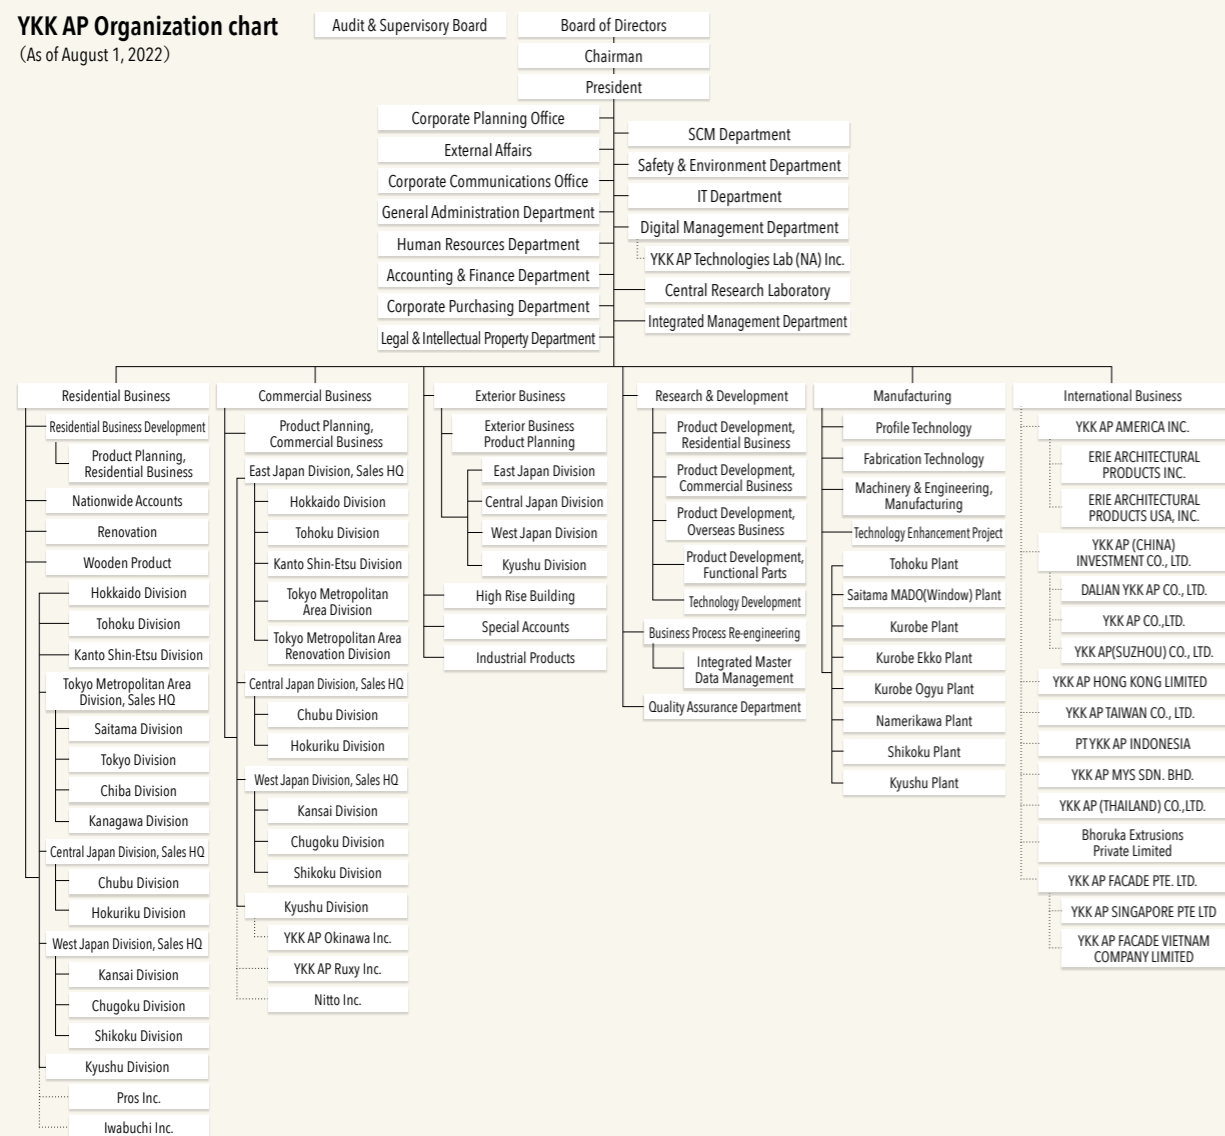 YKK AP Organization chart
（As of August 1, 2022）
Audit & Supervisory Board
Board of Directors
Chairman
President
Corporate Planning Office
External Affairs
Corporate Communications Office
General Administration Department
Human Resources Department
Accounting & Finance Department
Corporate Purchasing Department
Legal & Intellectual Property Department
SCM Department
Safety & Environment Department
IT Department
Digital Management Department
YKK AP Technologies Lab (NA) Inc.
Central Research Laboratory
Integrated Management Department
Residential Business
Residential Business Development
Product Planning,
Residential Business
Nationwide Accounts
Renovation
Wooden Product
Hokkaido Division
Tohoku Division
Kanto Shin-Etsu Division
Tokyo Metropolitan Area
Division, Sales HQ
Saitama Division
Tokyo Division
Chiba Division
Kanagawa Division
Central Japan Division, Sales HQ
Chubu Division
Hokuriku Division
West Japan Division, Sales HQ
Kansai Division
Chugoku Division
Shikoku Division
Kyushu Division
Pros Inc.
Iwabuchi Inc.
Commercial Business
Product Planning,
Commercial Business
East Japan Division, Sales HQ
Hokkaido Division
Tohoku Division
Kanto Shin-Etsu Division
Tokyo Metropolitan
Area Division
Tokyo Metropolitan Area
Renovation Division
Central Japan Division, Sales HQ
Chubu Division
Hokuriku Division
West Japan Division, Sales HQ
Kansai Division
Chugoku Division
Shikoku Division
Kyushu Division
YKK AP Okinawa Inc.
YKK AP Ruxy Inc.
Nitto Inc.
Exterior Business
Exterior Business
Product Planning
East Japan Division
Central Japan Division
West Japan Division
Kyushu Division
High Rise Building
Special Accounts
Industrial Products
Research & Development
Product Development,
Residential Business
Product Development,
Commercial Business
Product Development,
Overseas Business
Product Development,
Functional Parts
Technology Development
Business Process Re-engineering
Integrated Master
Data Management
Quality Assurance Department
Manufacturing
Profile Technology
Fabrication Technology
Machinery & Engineering,
Manufacturing
Technology Enhancement Project
Tohoku Plant
Saitama MADO(Window) Plant
Kurobe Plant
Kurobe Ekko Plant
Kurobe Ogyu Plant
Namerikawa Plant
Shikoku Plant
Kyushu Plant
International Business
YKK AP AMERICA INC.
ERIE ARCHITECTURAL
PRODUCTS INC.
ERIE ARCHITECTURAL
PRODUCTS USA, INC.
YKK AP (CHINA)
INVESTMENT CO., LTD.
DALIAN YKK AP CO., LTD.
YKK AP CO.,LTD.
YKK AP(SUZHOU) CO., LTD.
YKK AP HONG KONG LIMITED
YKK AP TAIWAN CO., LTD.
PT YKK AP INDONESIA
YKK AP MYS SDN. BHD.
YKK AP (THAILAND) CO.,LTD.
Bhoruka Extrusions
Private Limited
YKK AP FACADE PTE. LTD.
YKK AP SINGAPORE PTE LTD
YKK AP FACADE VIETNAM
COMPANY LIMITED